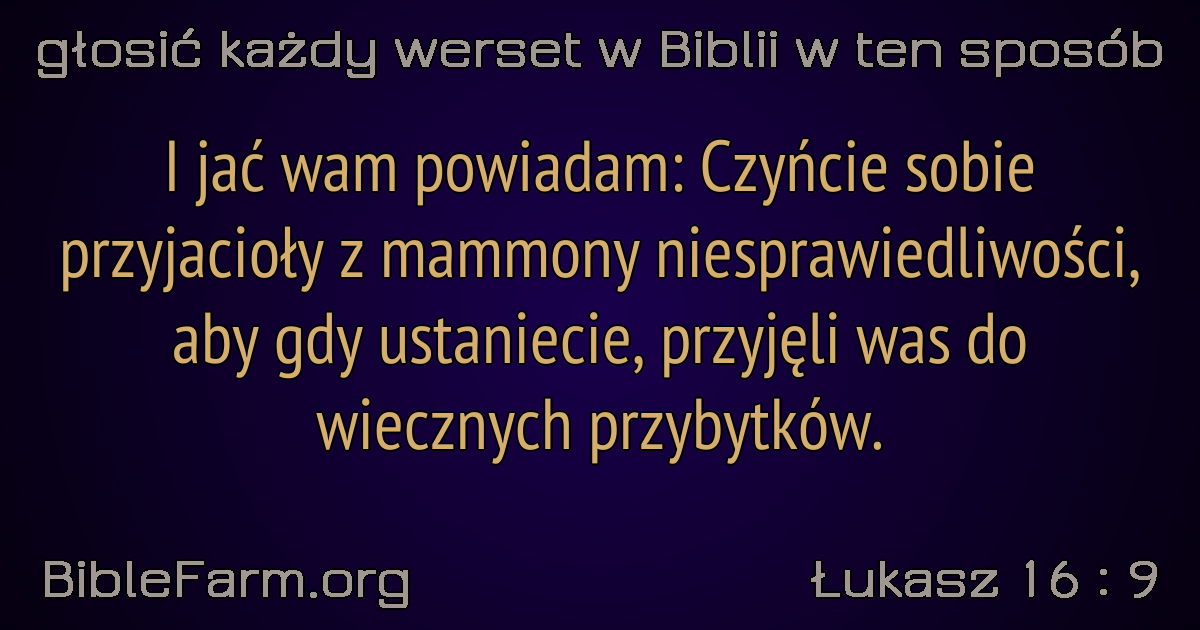 głosić każdy werset w Biblii w ten sposób
I jać wam powiadam: Czyńcie sobie
przyjacioły z mammony niesprawiedliwości,
aby gdy ustaniecie, przyjęli was do
wiecznych przybytków.
BibleFarm.org
Łukasz 16 : 9